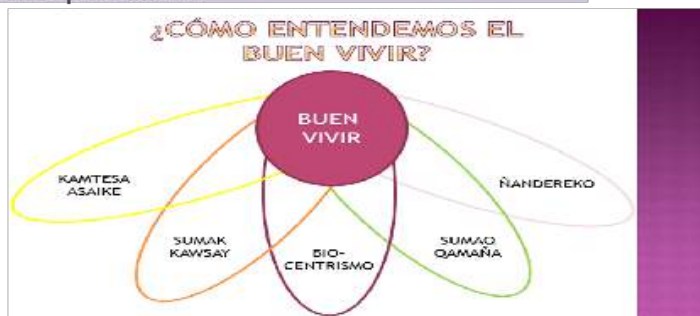 ¿CÓMO ENTENDEMOS EL
BUEN VIVIR?
BUEN
VIVIR
KAMTESA
ASAIKE
SUMAK
KAWSAY
BIO-
CENTRISMO
SUMAQ
QAMAÑA
ÑANDEREKO